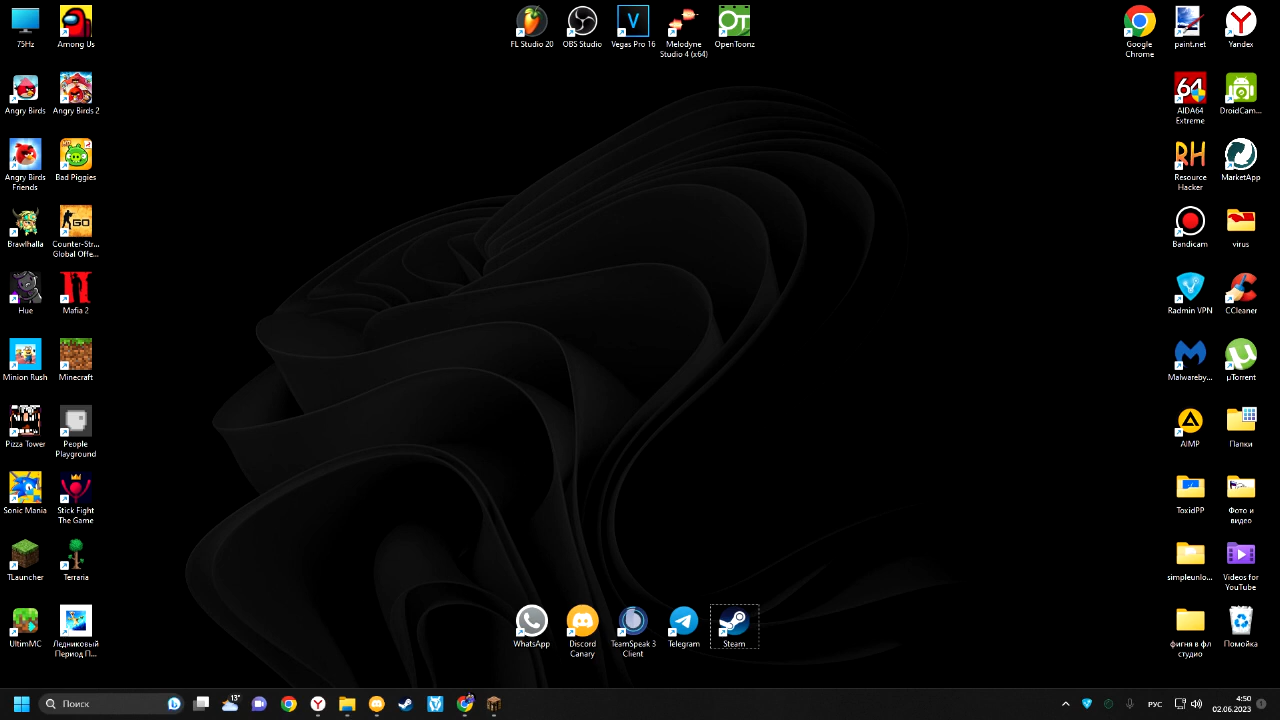 75Hz
Among Us
FL Studio 20
OBS Studio
Vegas Pro 16
Melodyne
Studio 4 (x64)
OpenToonz
Google
Chrome
paint.net
Yandex
Angry Birds
Angry Birds 2
64
AIDA64
Extreme
DroidCam...
Angry Birds
Friends
Bad Piggies
RH
Resource
Hacker
MarketApp
Brawlhalla
GO
Counter-Str...
Global Offe...
Bandicam
virus
Hue
Mafia 2
Radmin VPN
CCleaner
Minion Rush
Minecraft
Malwareby...
µTorrent
Pizza Tower
People
Playground
AIMP
Папки
Sonic Mania
Stick Fight
The Game
ToxidPP
Фото и
видео
TLauncher
Terraria
simpleunlo...
Videos for
YouTube
UltimMC
Ледниковый
Период П...
WhatsApp
Discord
Canary
TeamSpeak 3
Client
Telegram
Steam
фигня в фл
студио
Помойка
Поиск
13°
РУС
4:50
02.06.2023